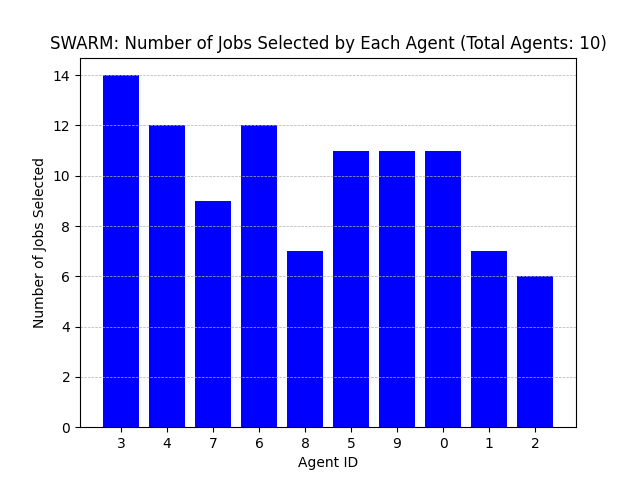 SWARM: Number of Jobs Selected by Each Agent (Total Agents: 10)
14
12
10
8
6
4
2
0
Number of Jobs Selected
3 4 7 6 8 5 9 0 1 2
Agent ID